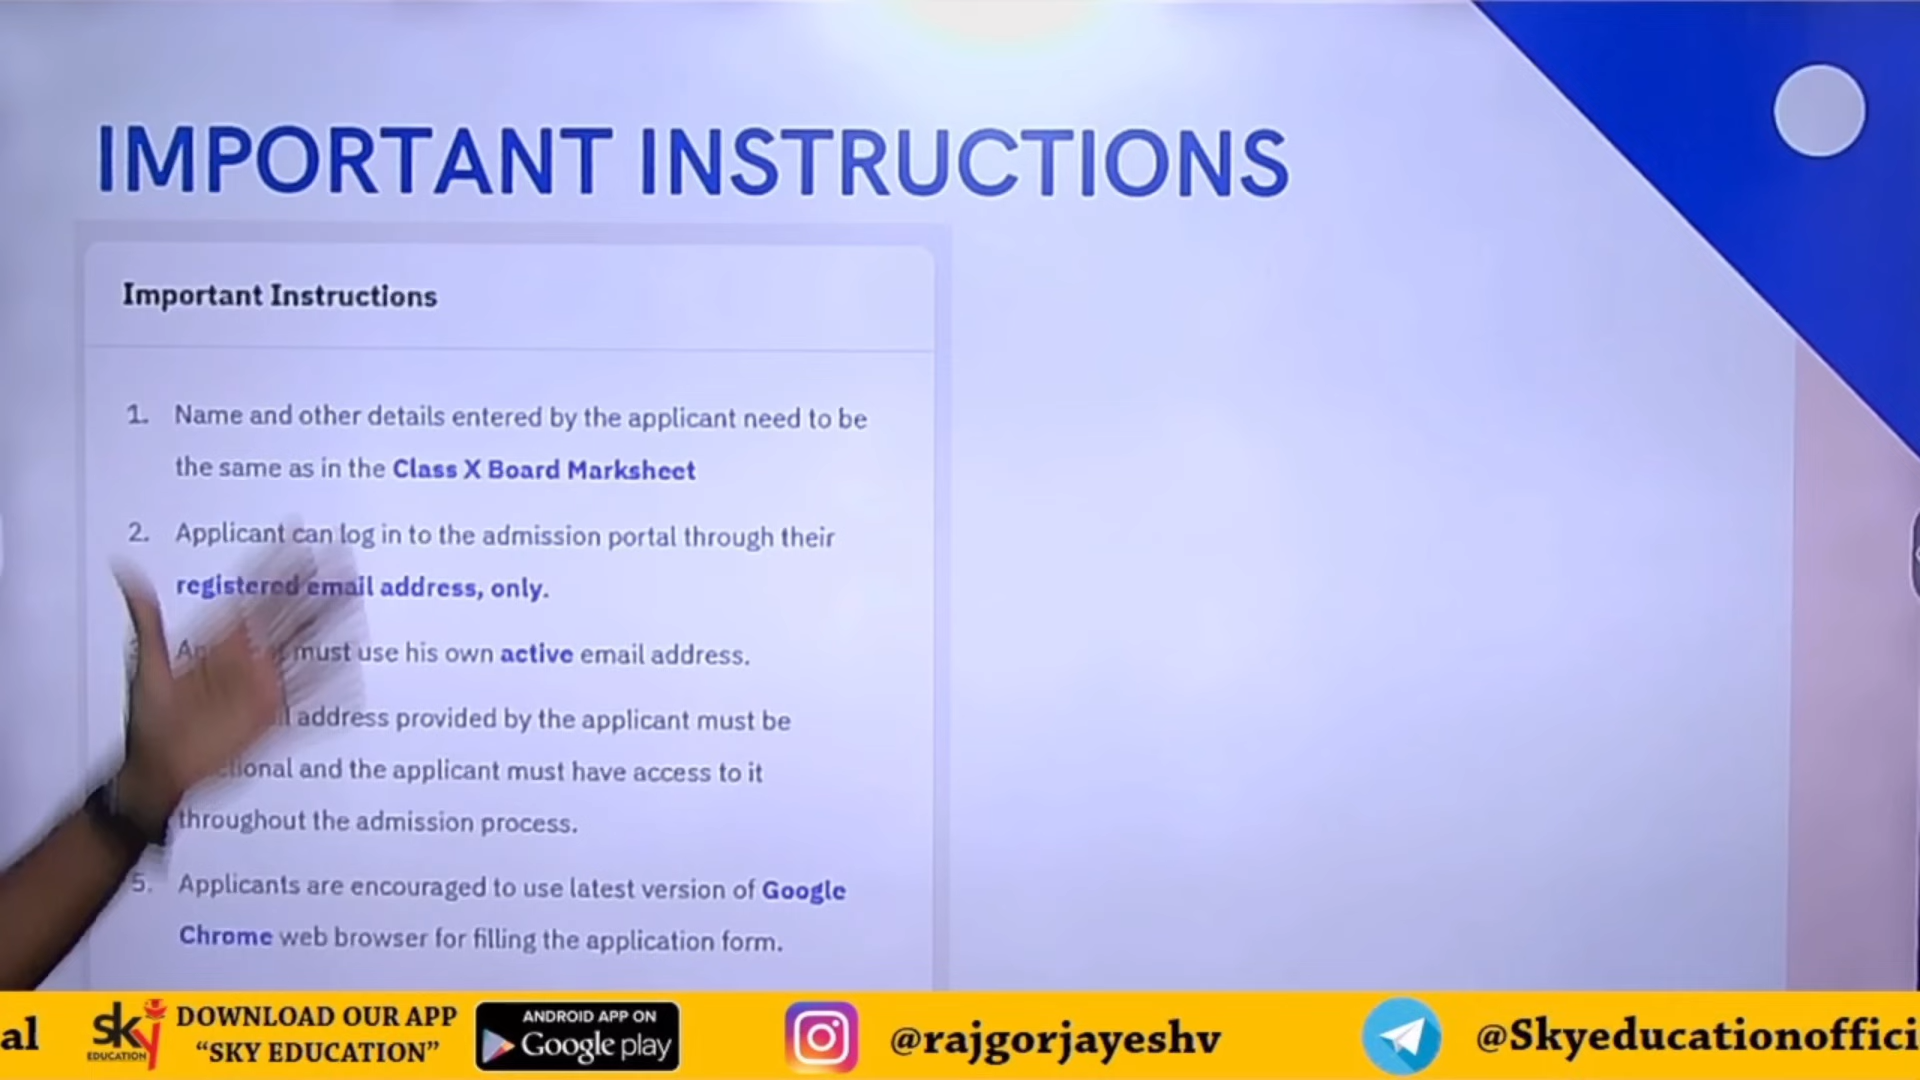 IMPORTANT INSTRUCTIONS
Important Instructions
1. Name and other details entered by the applicant need to be
the same as in the Class X Board Marksheet
2. Applicant can log in to the admission portal through their
registered email address, only.
must use his own active email address.
address provided by the applicant must be
and the applicant must have access to it
throughout the admission process.
5. Applicants are encouraged to use latest version of Google
Chrome web browser for filling the application form.
al
sky
EDUCATION
DOWNLOAD OUR APP
"SKY EDUCATION"
ANDROID APP ON
Google play
@rajgorjayeshv
@Skyeducationoffici